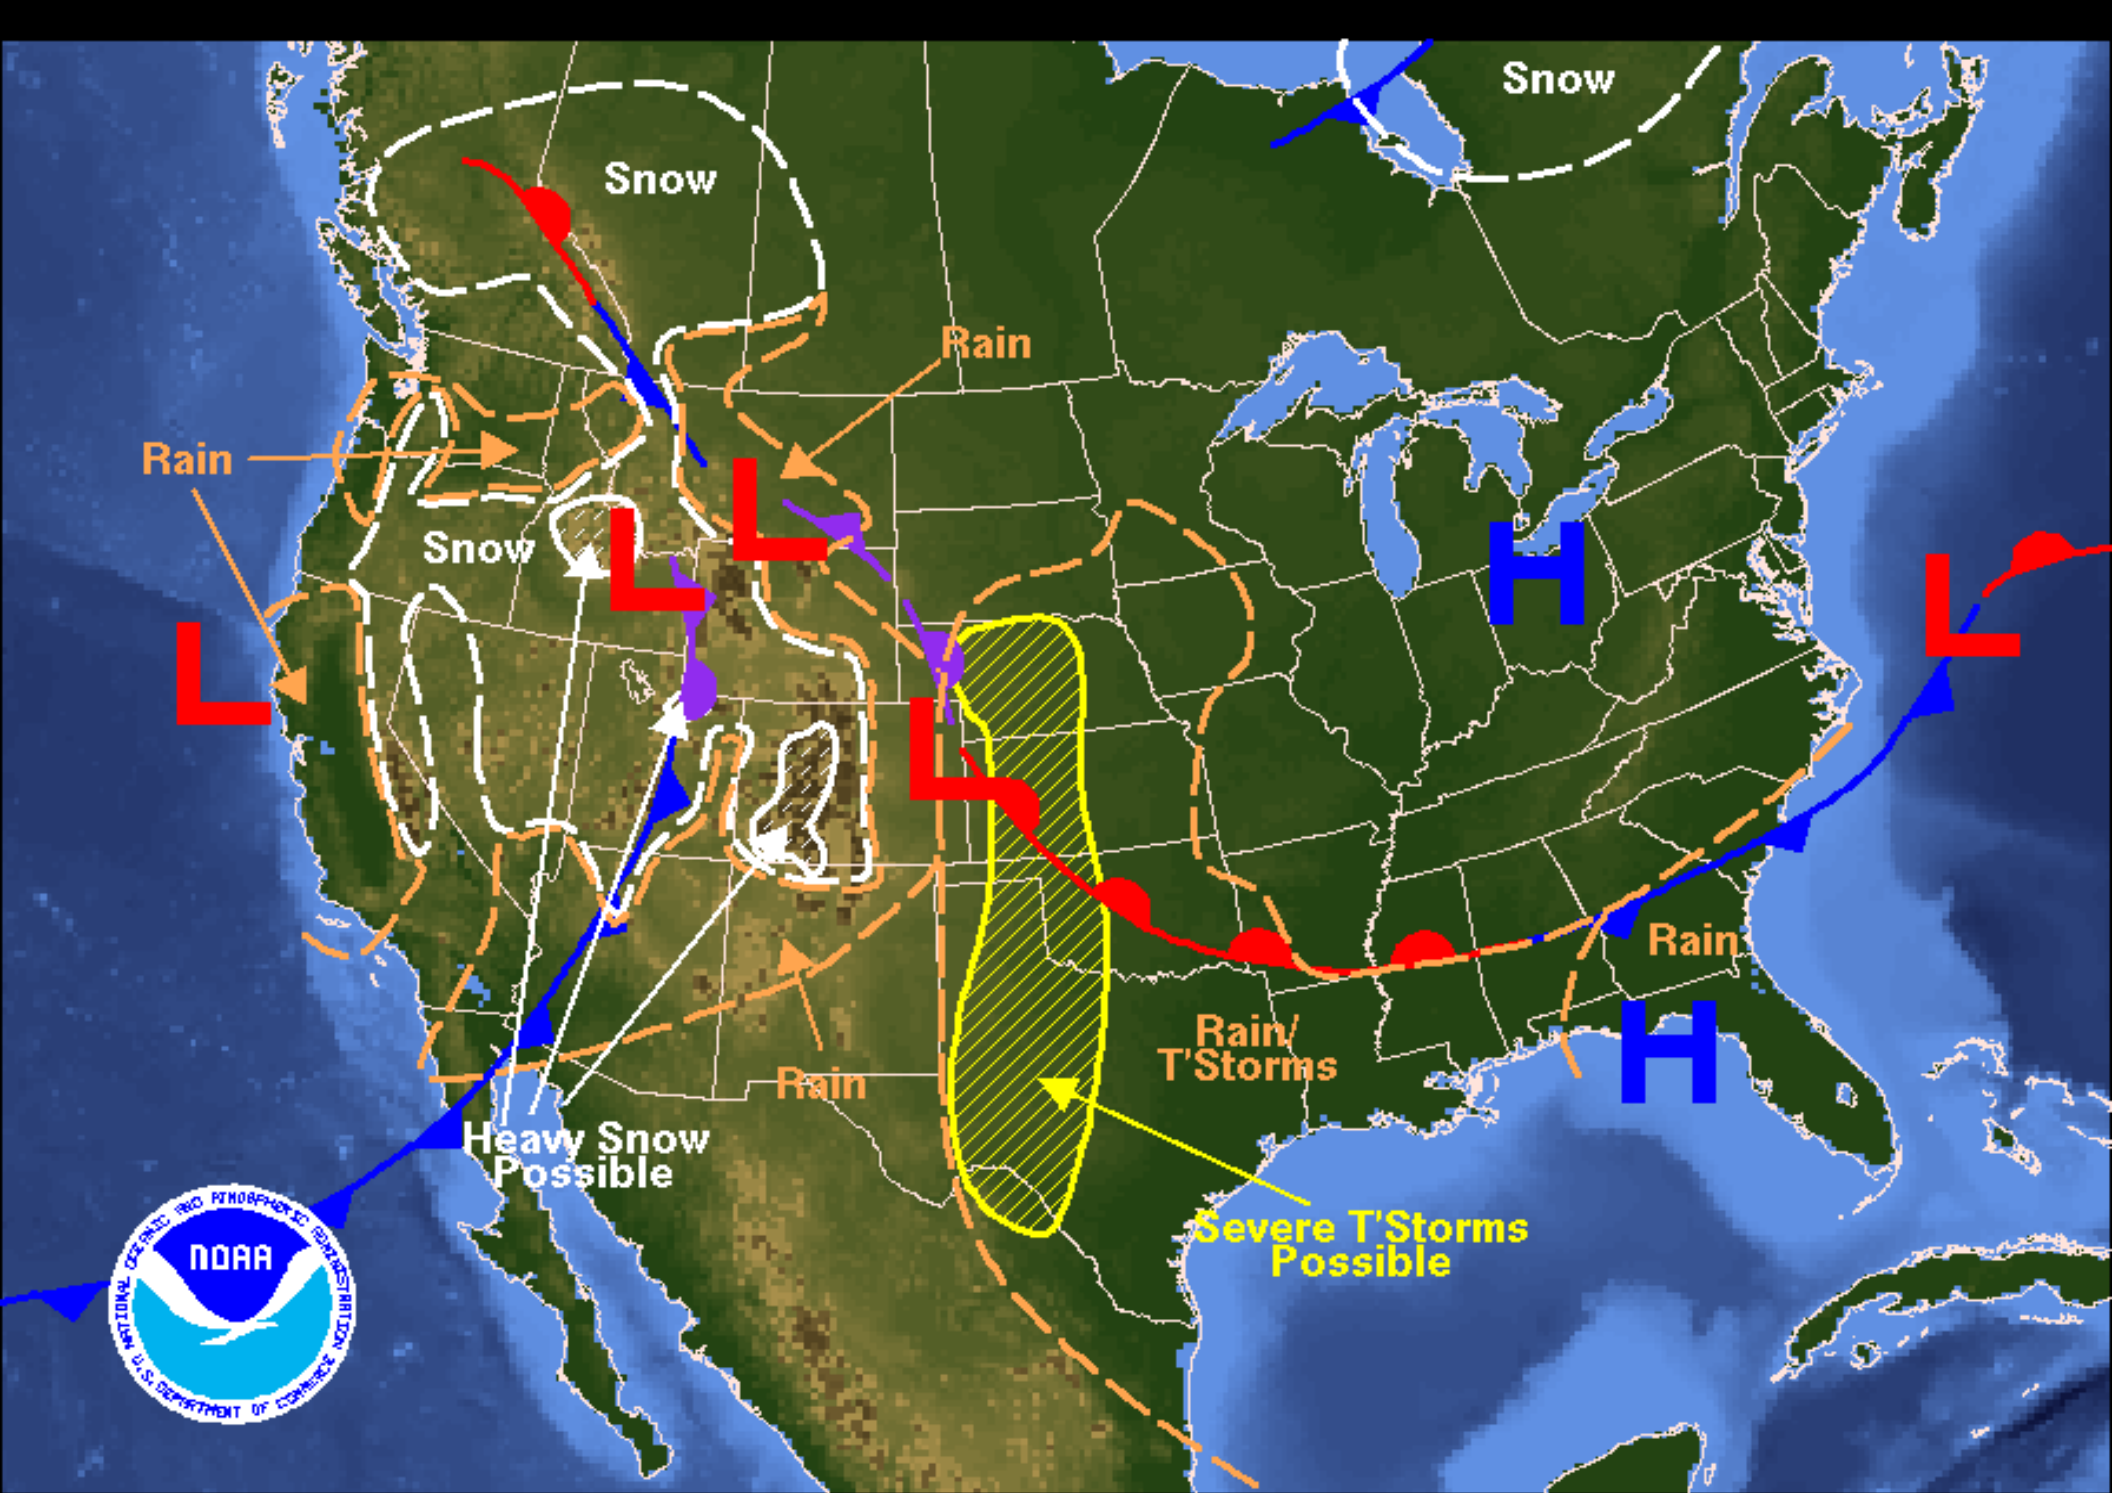 Snow
Snow
Rain
Rain
Snow
L
L
H
L
L
L
Rain
H
Rain/
T'Storms
Rain
Heavy Snow
Possible
Severe T'Storms
Possible
NOAA
NATIONAL OCEANIC AND ATMOSPHERIC ADMINISTRATION
U.S. DEPARTMENT OF COMMERCE